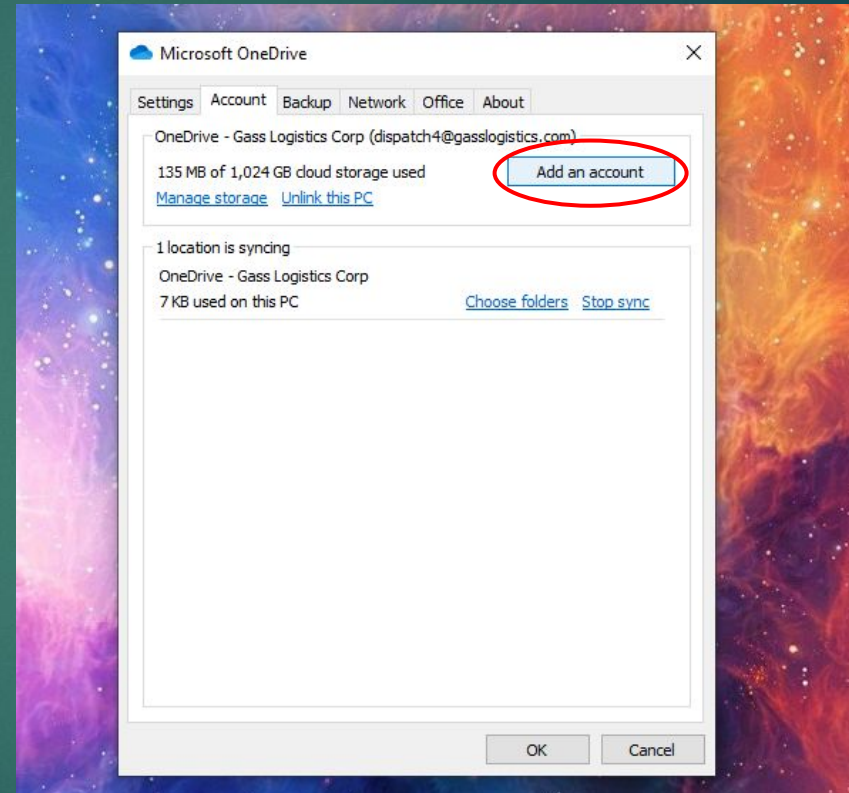 Microsoft OneDrive
Settings Account Backup Network Office About
OneDrive - Gass Logistics Corp (dispatch4@gasslogistics.com)
135 MB of 1,024 GB cloud storage used Add an account
Manage storage Unlink this PC
1 location is syncing
OneDrive - Gass Logistics Corp
7 KB used on this PC Choose folders Stop sync
OK Cancel